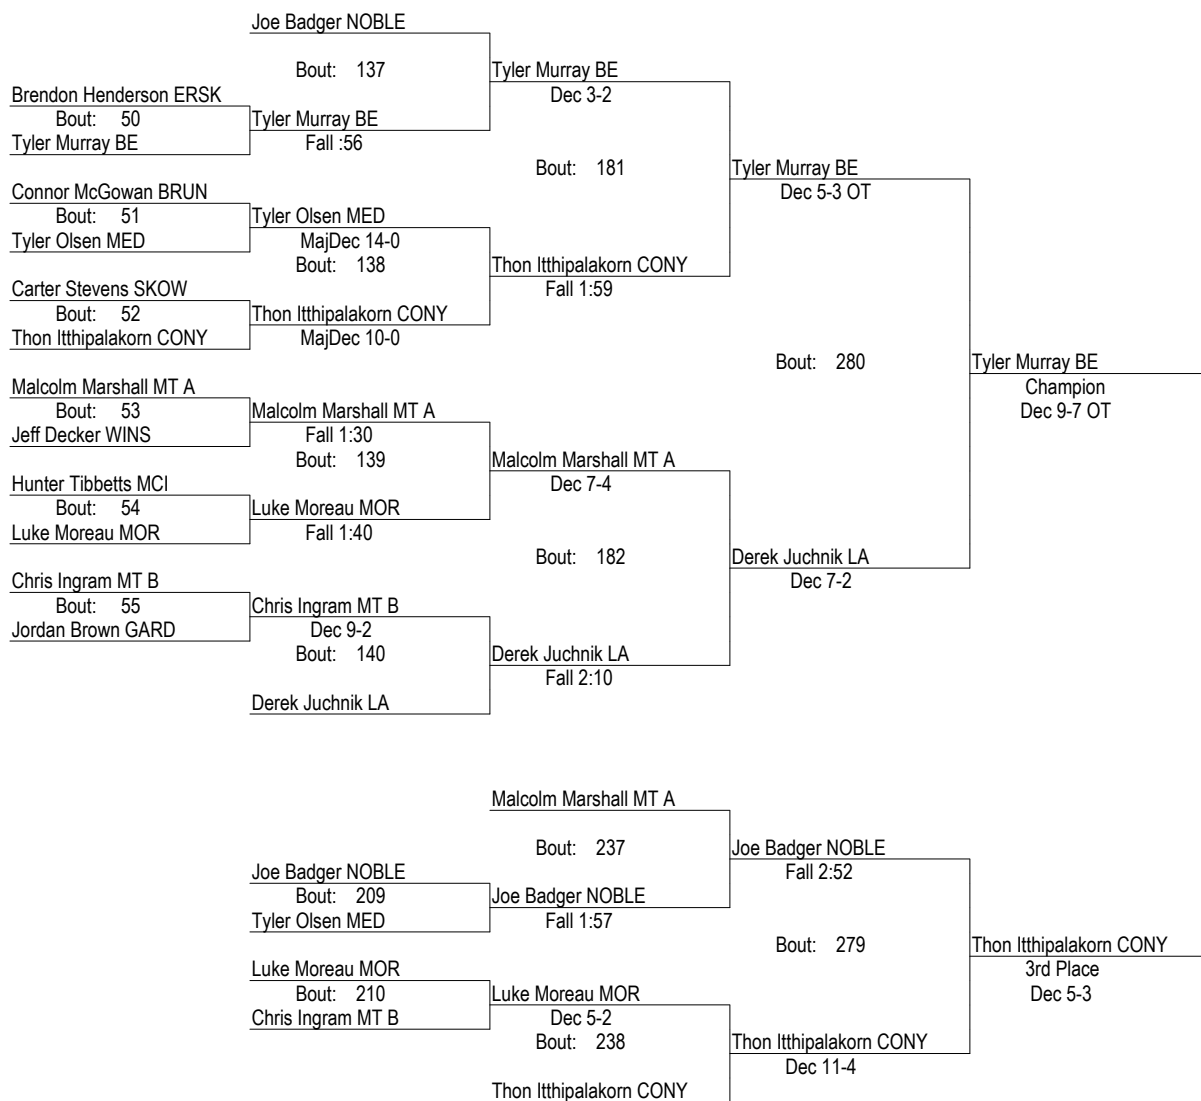 Joe Badger NOBLE
Bout: 137
Tyler Murray BE
Dec 3-2
Brendon Henderson ERSK
Bout: 50
Tyler Murray BE
Tyler Murray BE
Fall :56
Bout: 181
Tyler Murray BE
Dec 5-3 OT
Connor McGowan BRUN
Bout: 51
Tyler Olsen MED
Tyler Olsen MED
MajDec 14-0
Bout: 138
Thon Itthipalakorn CONY
Fall 1:59
Carter Stevens SKOW
Bout: 52
Thon Itthipalakorn CONY
Thon Itthipalakorn CONY
MajDec 10-0
Bout: 280
Tyler Murray BE
Champion
Dec 9-7 OT
Malcolm Marshall MT A
Bout: 53
Jeff Decker WINS
Malcolm Marshall MT A
Fall 1:30
Bout: 139
Malcolm Marshall MT A
Dec 7-4
Hunter Tibbetts MCI
Bout: 54
Luke Moreau MOR
Luke Moreau MOR
Fall 1:40
Bout: 182
Derek Juchnik LA
Dec 7-2
Chris Ingram MT B
Bout: 55
Jordan Brown GARD
Chris Ingram MT B
Dec 9-2
Bout: 140
Derek Juchnik LA
Fall 2:10
Derek Juchnik LA
Malcolm Marshall MT A
Bout: 237
Joe Badger NOBLE
Fall 2:52
Joe Badger NOBLE
Bout: 209
Tyler Olsen MED
Joe Badger NOBLE
Fall 1:57
Bout: 279
Thon Itthipalakorn CONY
3rd Place
Dec 5-3
Luke Moreau MOR
Bout: 210
Chris Ingram MT B
Luke Moreau MOR
Dec 5-2
Bout: 238
Thon Itthipalakorn CONY
Dec 11-4
Thon Itthipalakorn CONY